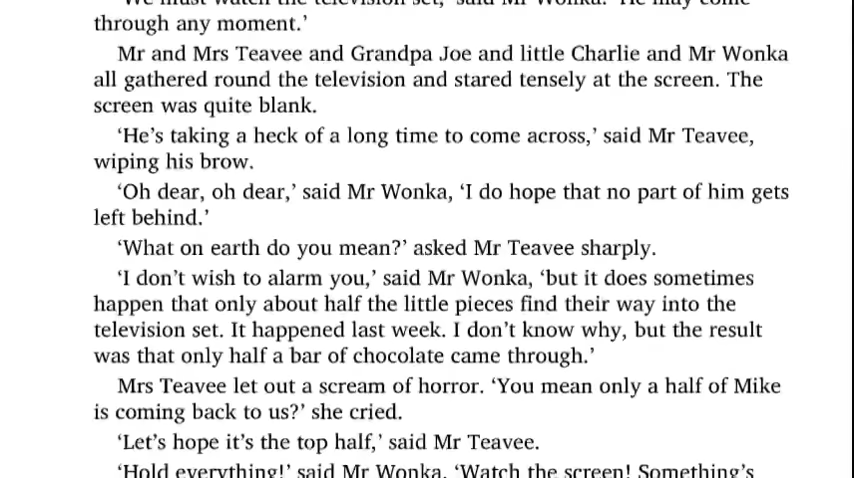 'We must watch the television set,' said Mr Wonka. 'He may come
through any moment.'
Mr and Mrs Teavee and Grandpa Joe and little Charlie and Mr Wonka
all gathered round the television and stared tensely at the screen. The
screen was quite blank.
‘He’s taking a heck of a long time to come across,’ said Mr Teavee,
wiping his brow.
‘Oh dear, oh dear,’ said Mr Wonka, ‘I do hope that no part of him gets
left behind.’
‘What on earth do you mean?’ asked Mr Teavee sharply.
‘I don’t wish to alarm you,’ said Mr Wonka, ‘but it does sometimes
happen that only about half the little pieces find their way into the
television set. It happened last week. I don’t know why, but the result
was that only half a bar of chocolate came through.’
Mrs Teavee let out a scream of horror. ‘You mean only a half of Mike
is coming back to us?’ she cried.
‘Let’s hope it’s the top half,’ said Mr Teavee.
‘Hold everything!’ said Mr Wonka. ‘Watch the screen! Something’s